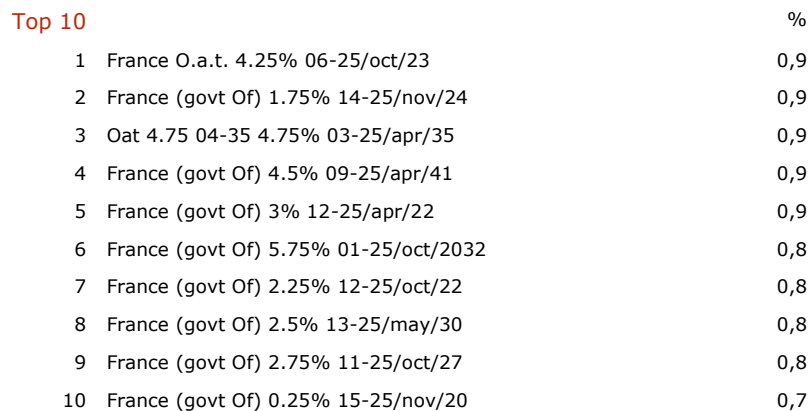 Top 10 %
1 France O.a.t. 4.25% 06-25/oct/23 0,9
2 France (govt Of) 1.75% 14-25/nov/24 0,9
3 Oat 4.75 04-35 4.75% 03-25/apr/35 0,9
4 France (govt Of) 4.5% 09-25/apr/41 0,9
5 France (govt Of) 3% 12-25/apr/22 0,9
6 France (govt Of) 5.75% 01-25/oct/2032 0,8
7 France (govt Of) 2.25% 12-25/oct/22 0,8
8 France (govt Of) 2.5% 13-25/may/30 0,8
9 France (govt Of) 2.75% 11-25/oct/27 0,8
10 France (govt Of) 0.25% 15-25/nov/20 0,7